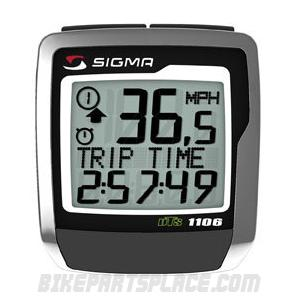 SIGMA
MPH
36,5
TRIP TIME
2:57:49
DTS 1106
BIKEPARTSPLACE.COM